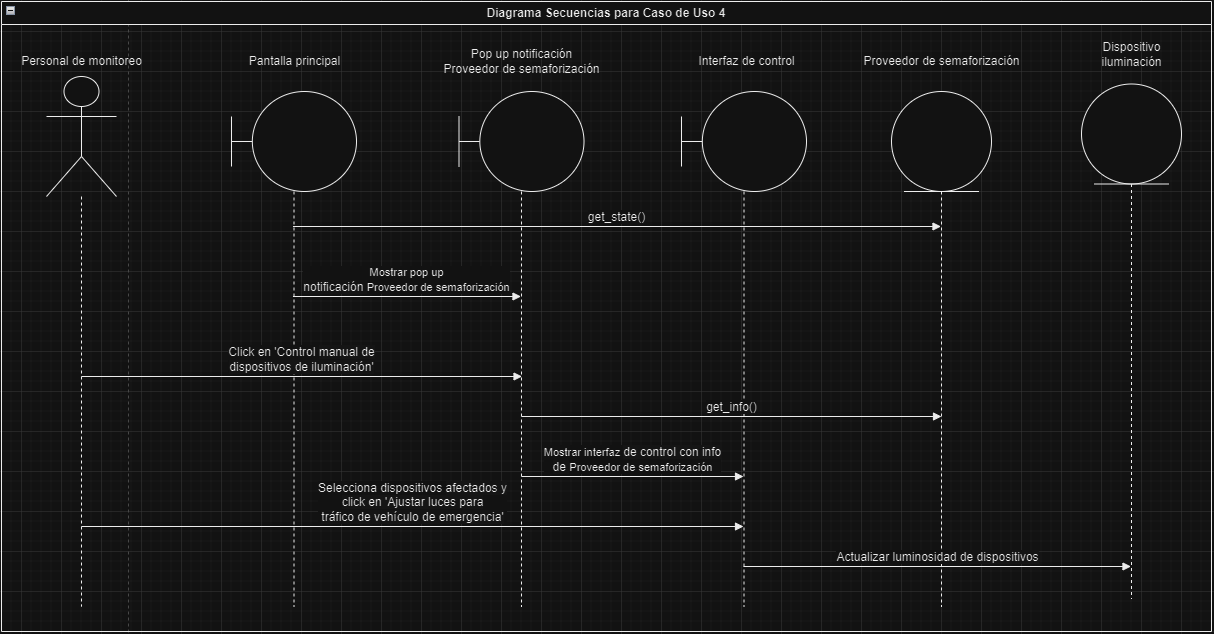 Diagrama Secuencias para Caso de Uso 4
Personal de monitoreo
Pantalla principal
Pop up notificación
Proveedor de semaforización
Interfaz de control
Proveedor de semaforización
Dispositivo
iluminación
get_state()
Mostrar pop up
notificación Proveedor de semaforización
Click en 'Control manual de
dispositivos de iluminación'
get_info()
Mostrar interfaz de control con info
de Proveedor de semaforización
Selecciona dispositivos afectados y
click en 'Ajustar luces para
tráfico de vehículo de emergencia'
Actualizar luminosidad de dispositivos